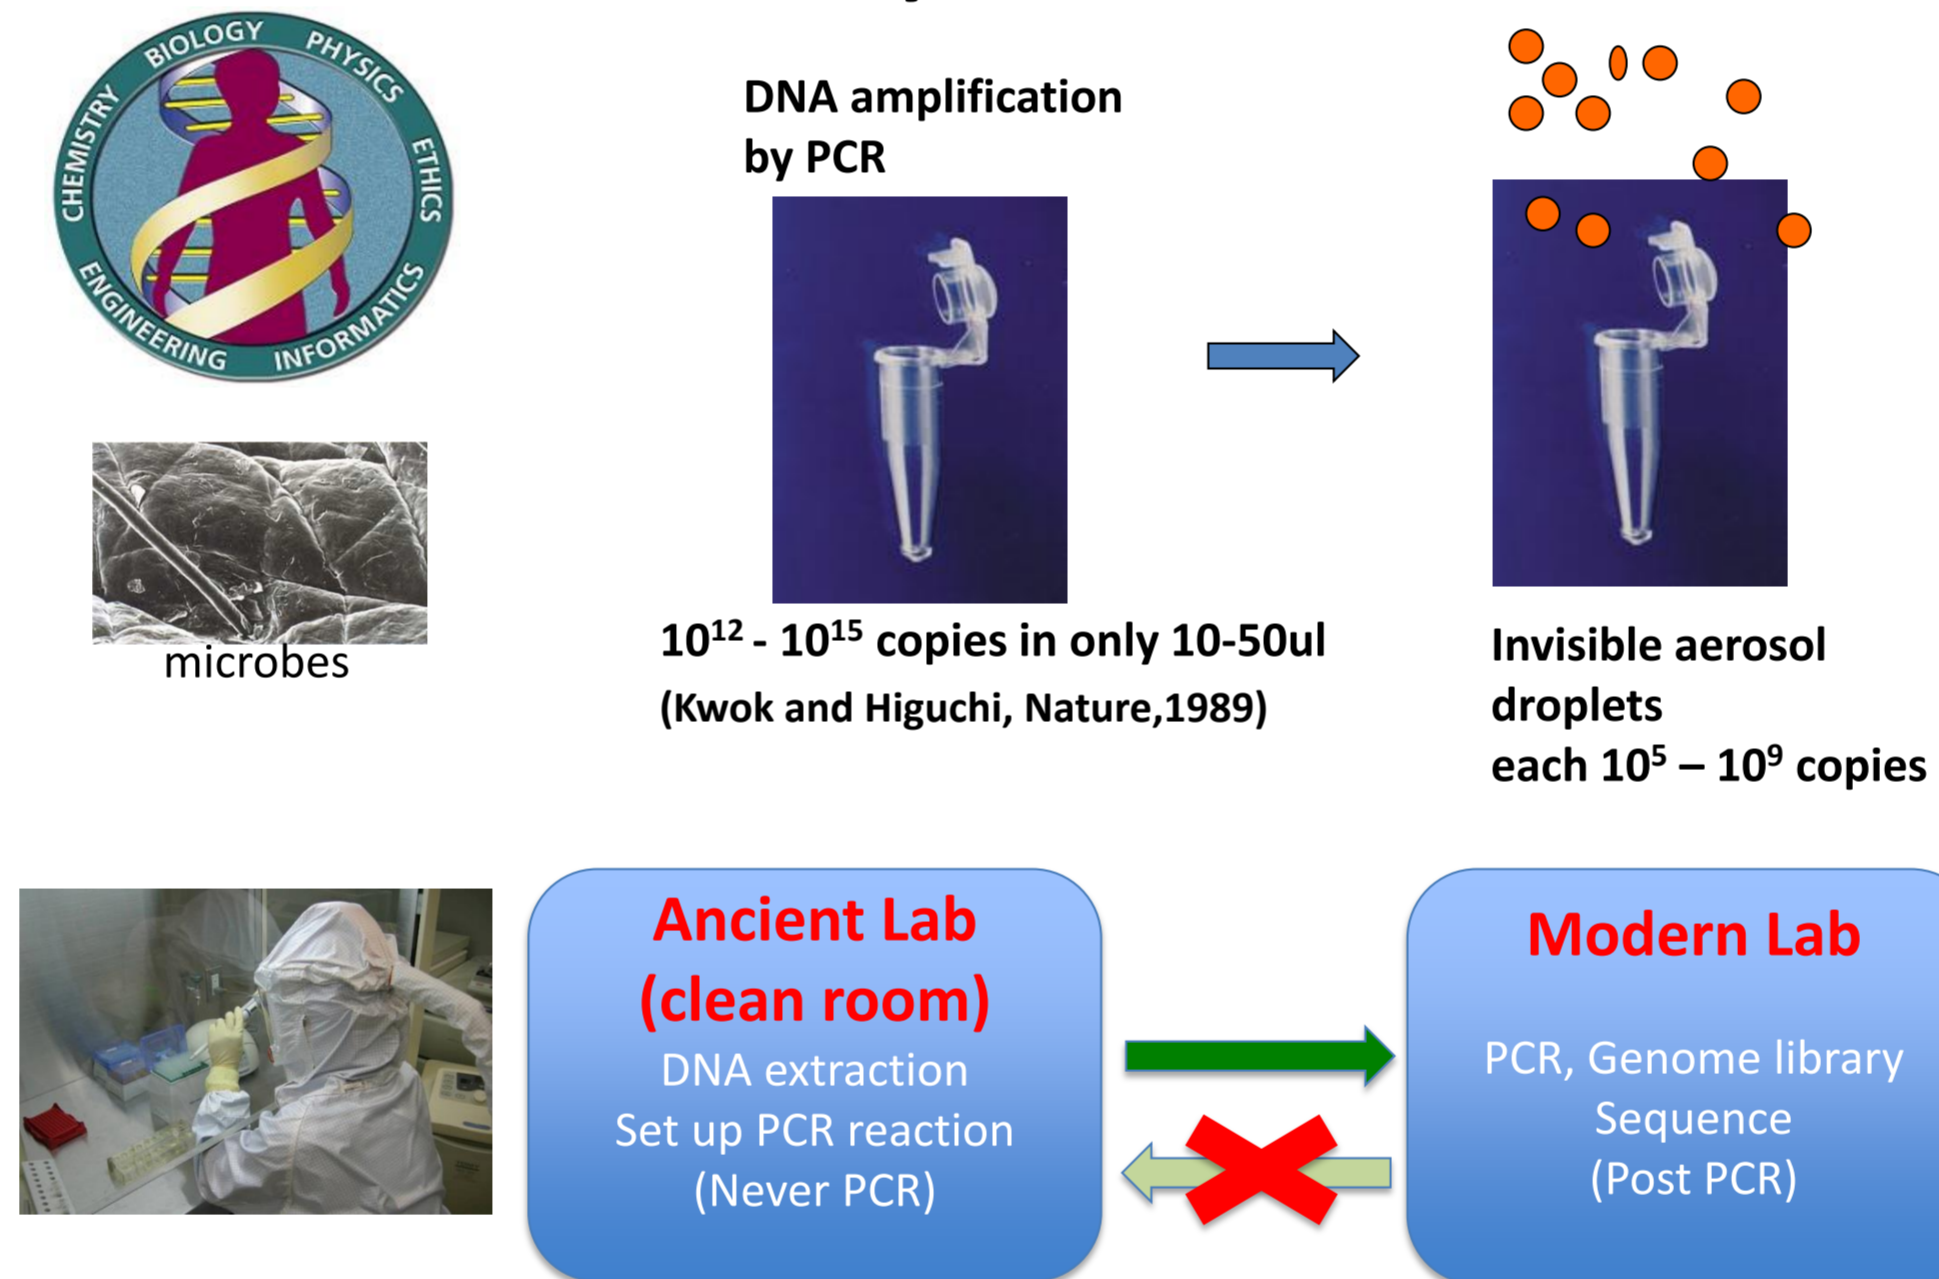 CHEMISTRY BIOLOGY PHYSICS ETHICS
ENGINEERING INFORMATICS
microbes
DNA amplification
by PCR
10¹² - 10¹⁵ copies in only 10-50ul
(Kwok and Higuchi, Nature,1989)
Invisible aerosol
droplets
each 10⁵ – 10⁹ copies
Ancient Lab
(clean room)
DNA extraction
Set up PCR reaction
(Never PCR)
Modern Lab
PCR, Genome library
Sequence
(Post PCR)